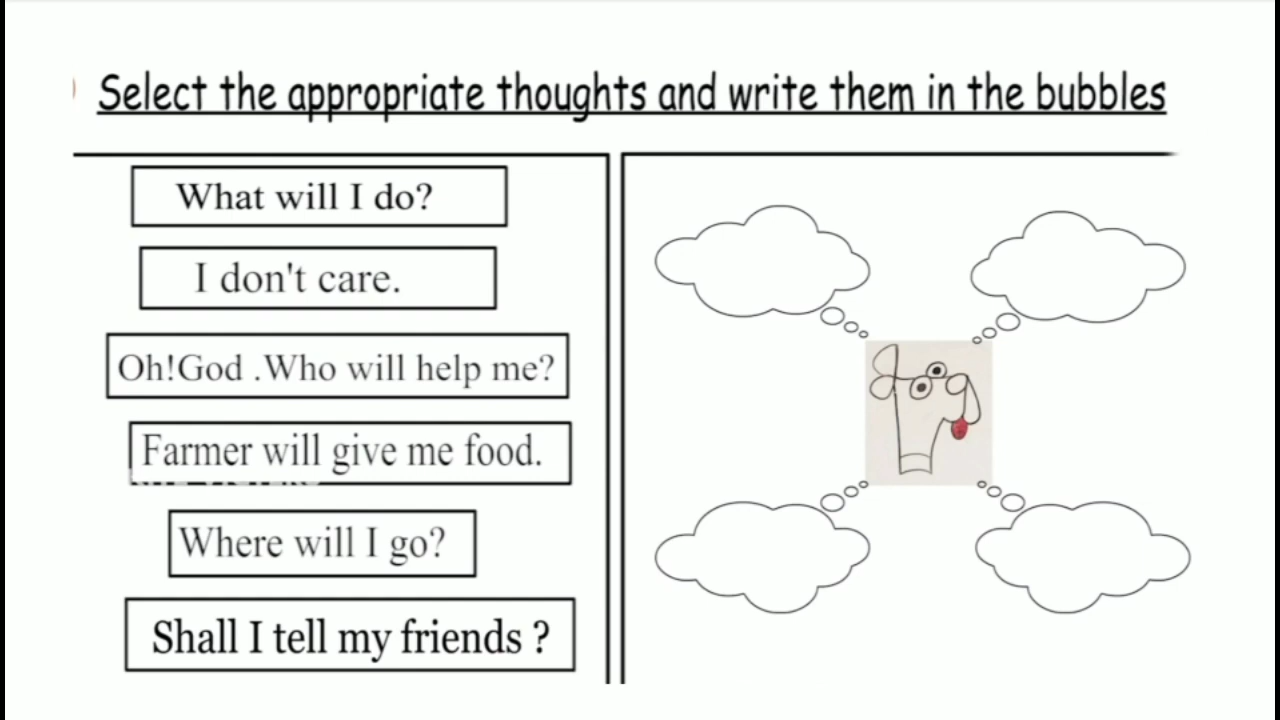 Select the appropriate thoughts and write them in the bubbles
What will I do?
I don't care.
Oh!God .Who will help me?
Farmer will give me food.
Where will I go?
Shall I tell my friends ?